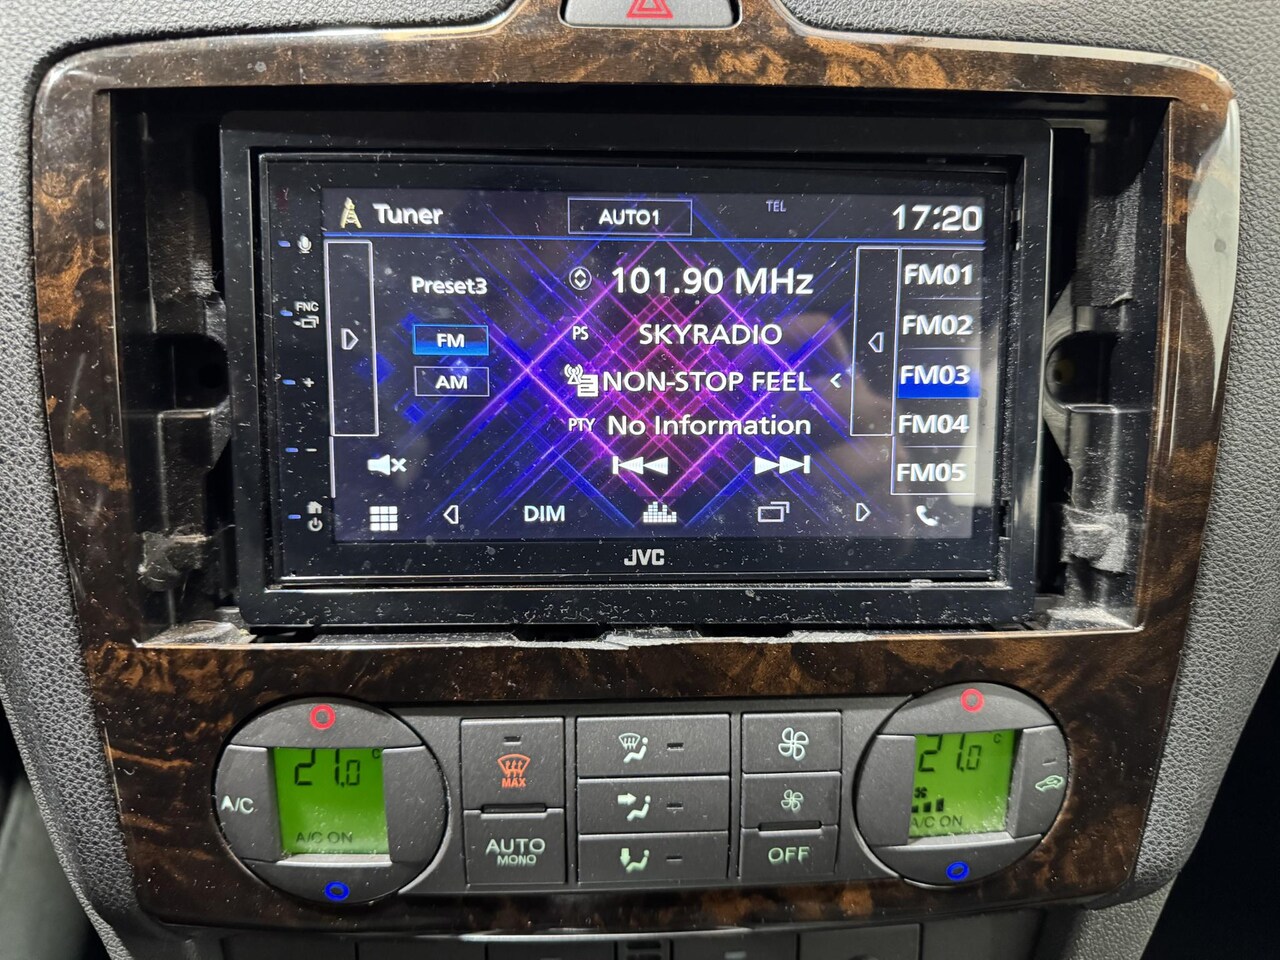 Tuner
AUTO1
TEL
17:20
Preset3
101.90 MHz
FM01
FM
PS
SKYRADIO
FM02
FNC
AM
NON-STOP FEEL <
FM03
+
PTY
No Information
FM04
-
FM05
DIM
JVC
21.0 °C
A/C
A/C ON
MAX
AUTO
MONO
OFF
21.0 °C
A/C ON